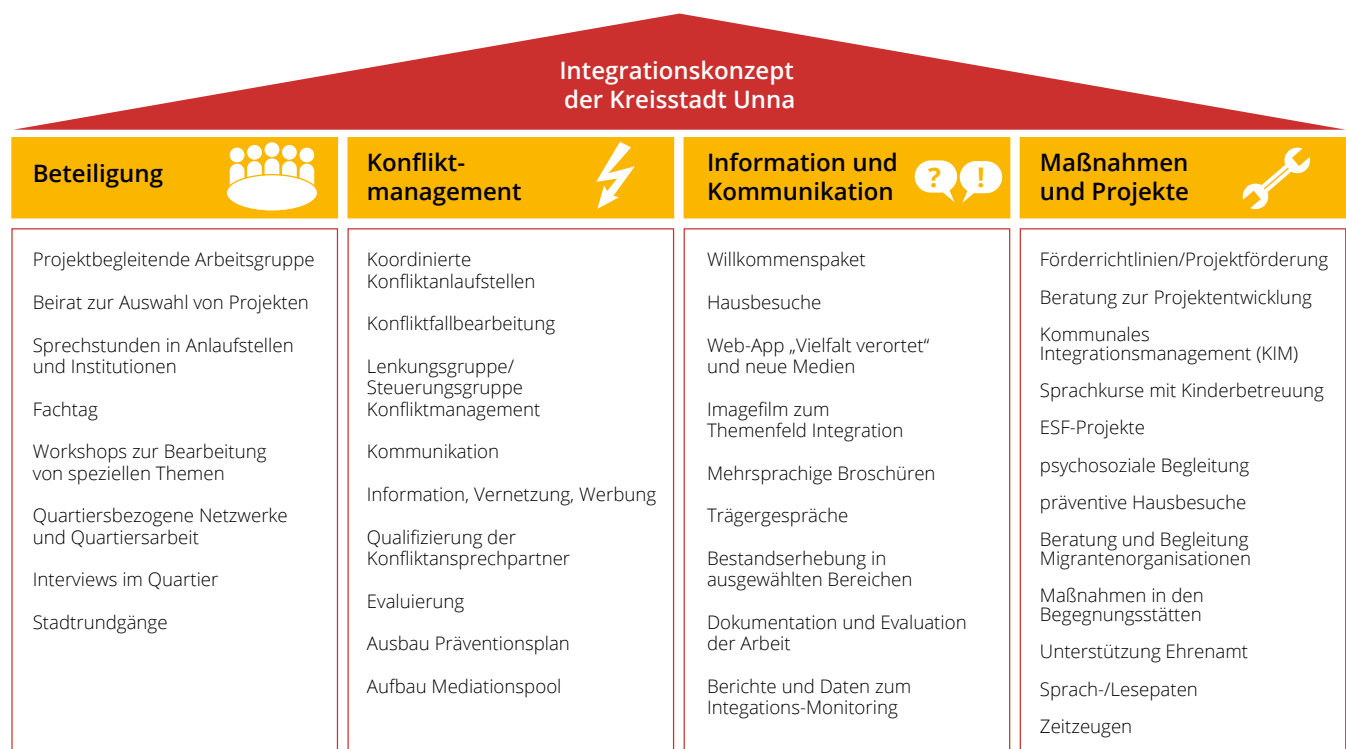 Integrationskonzept
der Kreisstadt Unna
Beteiligung
Projektbegleitende Arbeitsgruppe
Beirat zur Auswahl von Projekten
Sprechstunden in Anlaufstellen
und Institutionen
Fachtag
Workshops zur Bearbeitung
von speziellen Themen
Quartiersbezogene Netzwerke
und Quartiersarbeit
Interviews im Quartier
Stadtrundgänge
Konflikt-
management
Koordinierte
Konfliktanlaufstellen
Konfliktfallbearbeitung
Lenkungsgruppe/
Steuerungsgruppe
Konfliktmanagement
Kommunikation
Information, Vernetzung, Werbung
Qualifizierung der
Konfliktansprechpartner
Evaluierung
Ausbau Präventionsplan
Aufbau Mediationspool
Information und
Kommunikation
? !
Willkommenspaket
Hausbesuche
Web-App „Vielfalt verortet“
und neue Medien
Imagefilm zum
Themenfeld Integration
Mehrsprachige Broschüren
Trägergespräche
Bestandserhebung in
ausgewählten Bereichen
Dokumentation und Evaluation
der Arbeit
Berichte und Daten zum
Integations-Monitoring
Maßnahmen
und Projekte
Förderrichtlinien/Projektförderung
Beratung zur Projektentwicklung
Kommunales
Integrationsmanagement (KIM)
Sprachkurse mit Kinderbetreuung
ESF-Projekte
psychosoziale Begleitung
präventive Hausbesuche
Beratung und Begleitung
Migrantenorganisationen
Maßnahmen in den
Begegnungsstätten
Unterstützung Ehrenamt
Sprach-/Lesepaten
Zeitzeugen